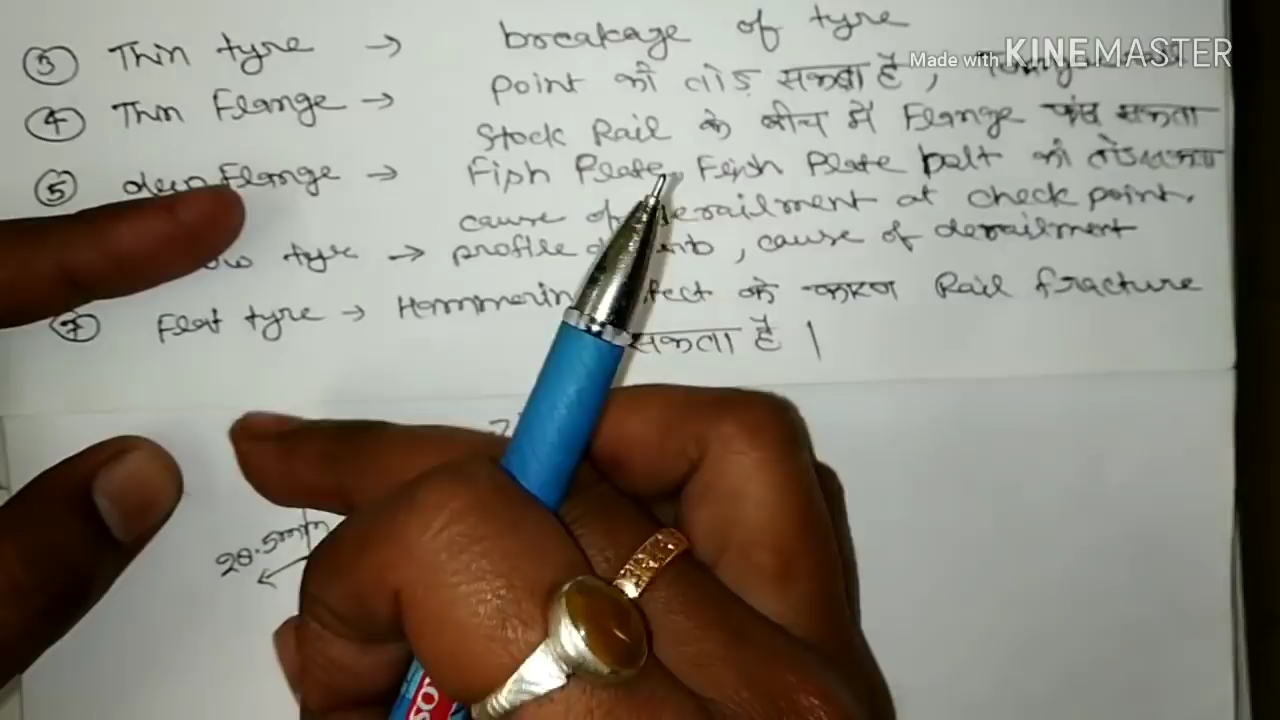 Made with KINEMASTER
③ Thin tyre → breakage of tyre
④ Thin Flange → point को तोड़ सकता है,
Stock Rail के बीच में Flange फंस सकता
⑤ deep Flange → Fish Plate, Fish Plate bolt को
cause of derailment at check point.
tyre → profile, cause of derailment
⑦ Flat tyre → Hammering के कारण Rail fracture
सकता है |
28.5mm